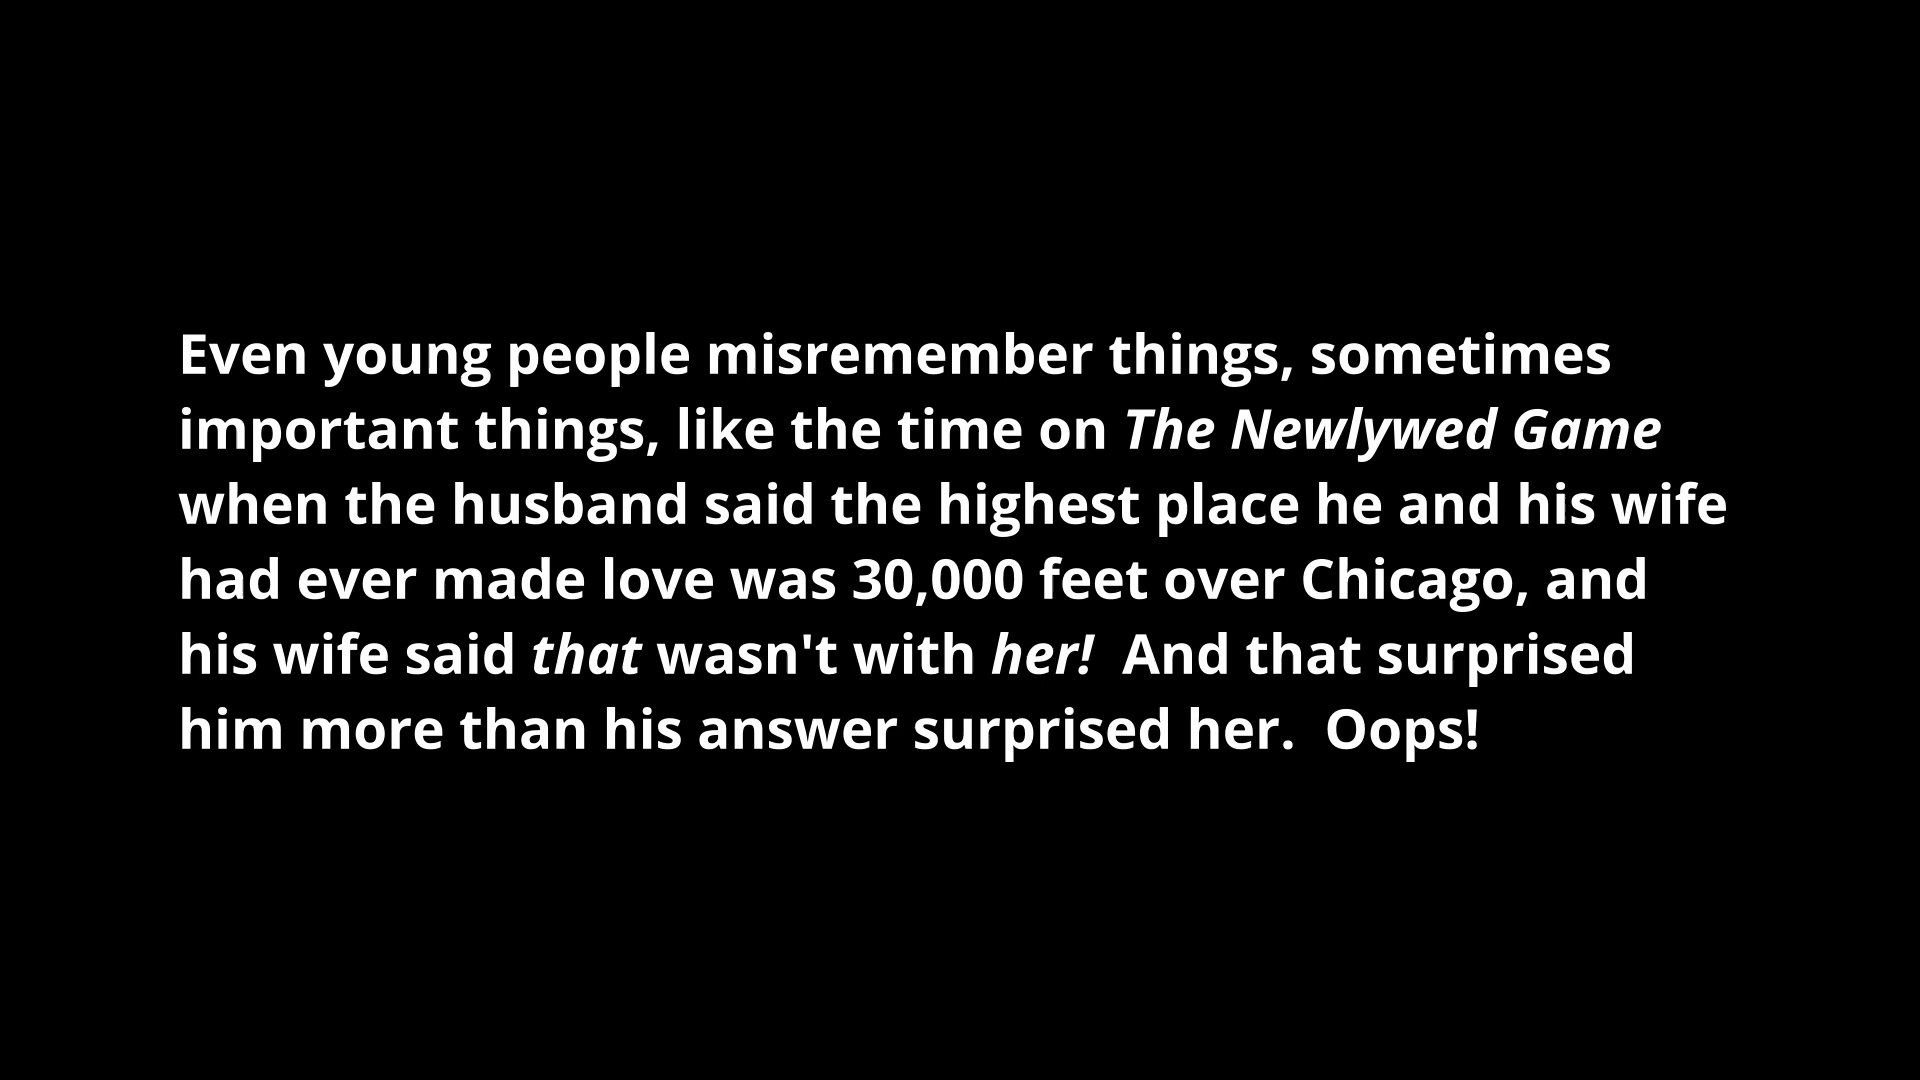 Even young people misremember things, sometimes
important things, like the time on The Newlywed Game
when the husband said the highest place he and his wife
had ever made love was 30,000 feet over Chicago, and
his wife said that wasn't with her!  And that surprised
him more than his answer surprised her.  Oops!